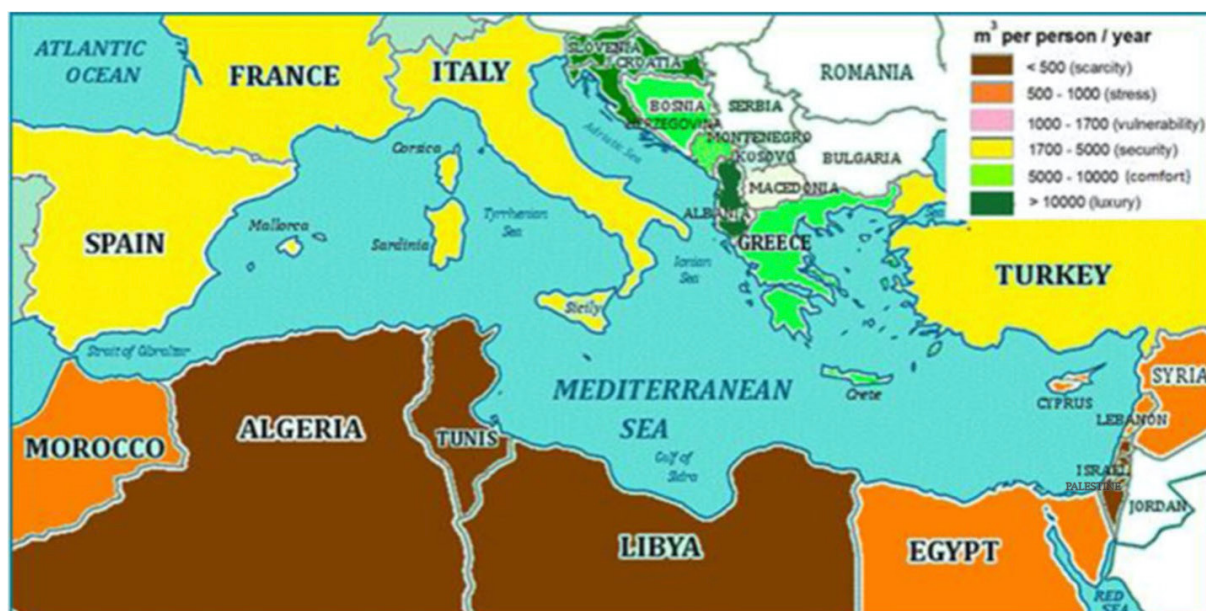 ATLANTIC
OCEAN
FRANCE
ITALY
SLOVENIA
CROATIA
BOSNIA
HERZEGOVINA
SERBIA
ROMANIA
MONTENEGRO
KOSOVO
BULGARIA
MACEDONIA
ALBANIA
GREECE
Adriatic Sea
Corsica
Sardinia
Tyrrhenian
Sea
Mallorca
SPAIN
Sicily
Ionian
Sea
Sea
TURKEY
Strait of Gibraltar
MEDITERRANEAN
SEA
Crete
CYPRUS
SYRIA
LEBANON
ISRAEL
PALESTINE
JORDAN
MOROCCO
ALGERIA
TUNIS
Golf of
Sidra
LIBYA
EGYPT
RED
SEA
m³ per person / year
< 500 (scarcity)
500 - 1000 (stress)
1000 - 1700 (vulnerability)
1700 - 5000 (security)
5000 - 10000 (comfort)
> 10000 (luxury)